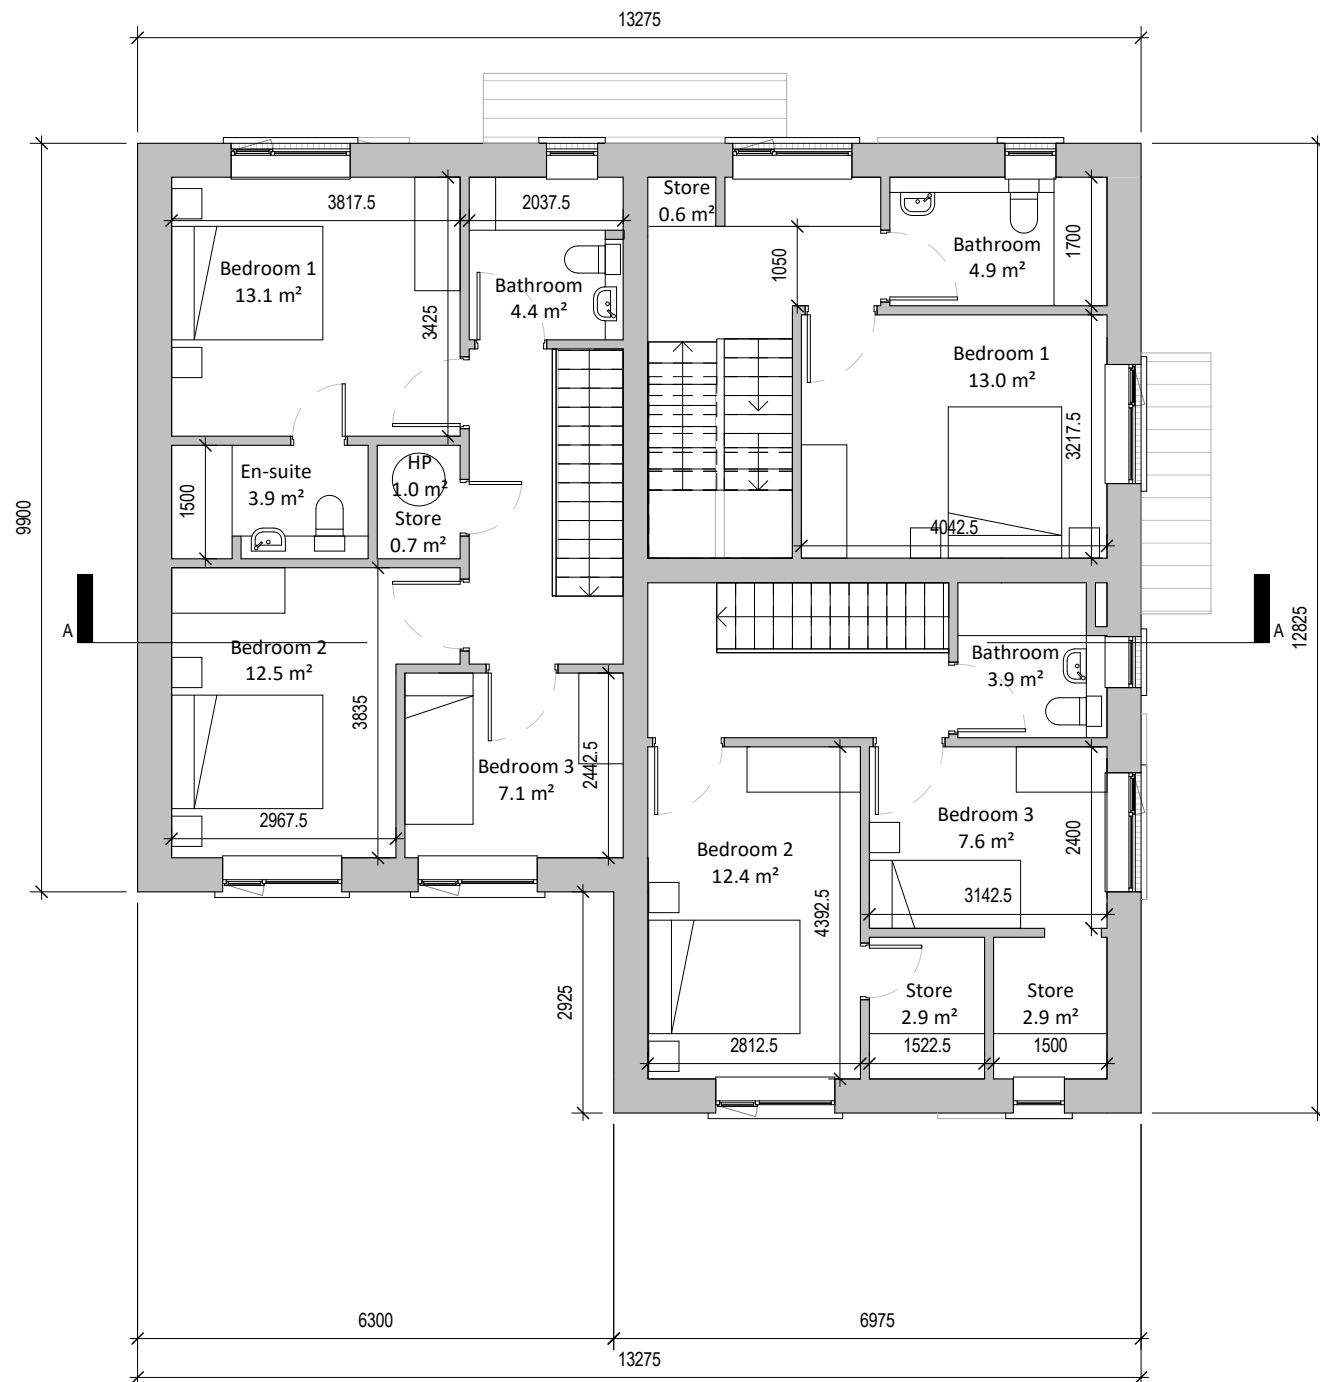 13275
Store
0.6 m²
3817.5
2037.5
Bathroom
4.9 m²
1700
1050
Bedroom 1
13.1 m²
Bathroom
4.4 m²
3425
Bedroom 1
13.0 m²
3217.5
En-suite
3.9 m²
1500
HP
1.0 m²
Store
0.7 m²
9900
4042.5
A
A
12825
Bedroom 2
12.5 m²
Bathroom
3.9 m²
3835
Bedroom 3
7.1 m²
2442.5
2967.5
Bedroom 3
7.6 m²
2400
Bedroom 2
12.4 m²
3142.5
4392.5
2925
Store
2.9 m²
Store
2.9 m²
2812.5
1522.5
1500
6300
6975
13275